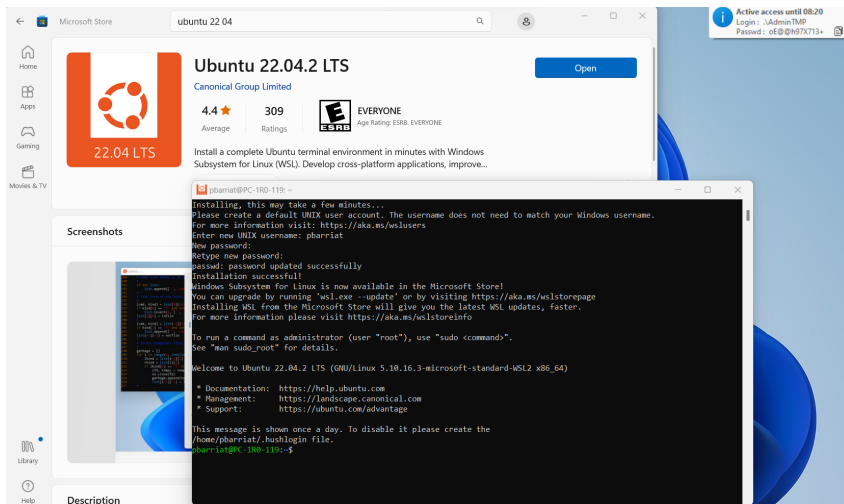 Microsoft Store
ubuntu 22 04
Active access until 08:20
Login : .\AdminTMP
Passwd : oE@@h97X713+
Home
Apps
Gaming
Movies & TV
Library
Help
22.04 LTS
Ubuntu 22.04.2 LTS
Canonical Group Limited
Open
4.4
Average
309
Ratings
E
ESRB
EVERYONE
Age Rating: ESRB. EVERYONE
Install a complete Ubuntu terminal environment in minutes with Windows
Subsystem for Linux (WSL). Develop cross-platform applications, improve...
Screenshots
Description
pbarriat@PC-1R0-119: ~
Installing, this may take a few minutes...
Please create a default UNIX user account. The username does not need to match your Windows username.
For more information visit: https://aka.ms/wslusers
Enter new UNIX username: pbarriat
New password:
Retype new password:
passwd: password updated successfully
Installation successful!
Windows Subsystem for Linux is now available in the Microsoft Store!
You can upgrade by running 'wsl.exe --update' or by visiting https://aka.ms/wslstorepage
Installing WSL from the Microsoft Store will give you the latest WSL updates, faster.
For more information please visit https://aka.ms/wslstoreinfo
To run a command as administrator (user "root"), use "sudo <command>".
See "man sudo_root" for details.
Welcome to Ubuntu 22.04.2 LTS (GNU/Linux 5.10.16.3-microsoft-standard-WSL2 x86_64)
* Documentation: https://help.ubuntu.com
* Management: https://landscape.canonical.com
* Support: https://ubuntu.com/advantage
This message is shown once a day. To disable it please create the
/home/pbarriat/.hushlogin file.
pbarriat@PC-1R0-119:~$